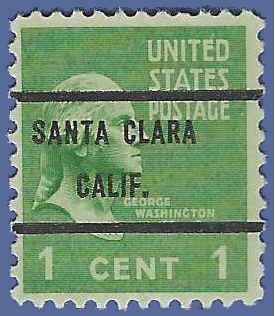 UNITED
STATES
POSTAGE
SANTA CLARA
CALIF.
GEORGE
WASHINGTON
1 CENT 1